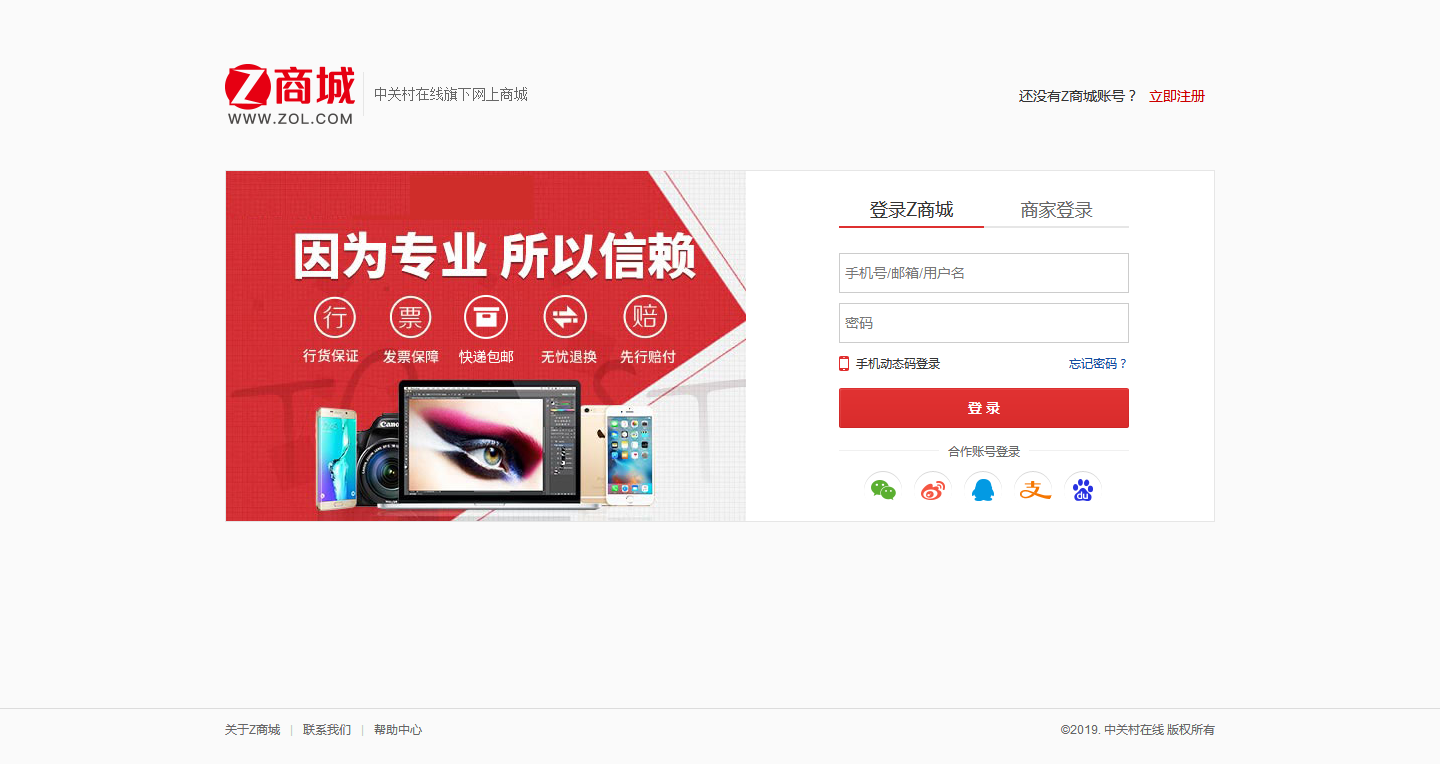 Z商城
WWW.ZOL.COM
中关村在线旗下网上商城
还没有Z商城账号？ 立即注册
因为专业 所以信赖
行 票 赔
行货保证 发票保障 快递包邮 无忧退换 先行赔付
Canon
登录Z商城 商家登录
手机号/邮箱/用户名
密码
手机动态码登录 忘记密码？
登 录
合作账号登录
支 du
关于Z商城 | 联系我们 | 帮助中心
©2019. 中关村在线 版权所有